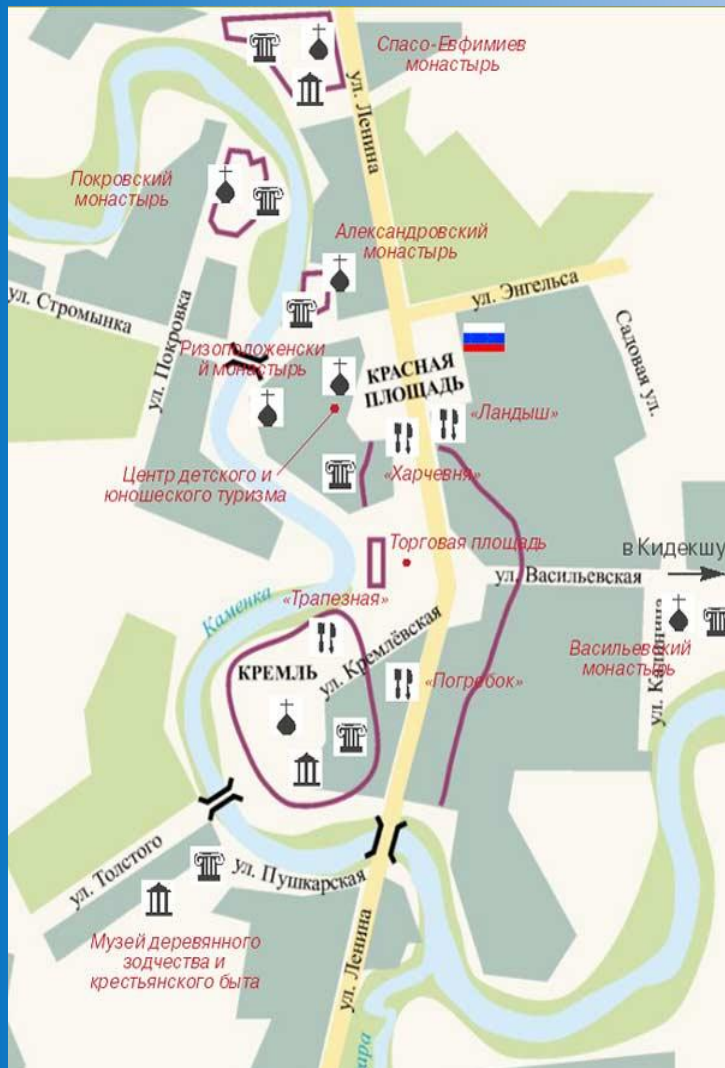 Спасо-Евфимиев
монастырь
ул. Ленина
Покровский
монастырь
Александровский
монастырь
ул. Энгельса
ул. Стромынка
ул. Покровка
Садовая ул.
Ризоположенски
й монастырь
КРАСНАЯ
ПЛОЩАДЬ
«Ландыш»
«Харчевня»
Центр детского и
юношеского туризма
Торговая площадь
в Кидекшу
ул. Васильевская
Каменка
«Трапезная»
ул. Кремлёвская
КРЕМЛЬ
Васильевский
монастырь
ул. Калинина
«Погребок»
ул. Толстого
ул. Пушкарская
Музей деревянного
зодчества и
крестьянского быта
ул. Ленина